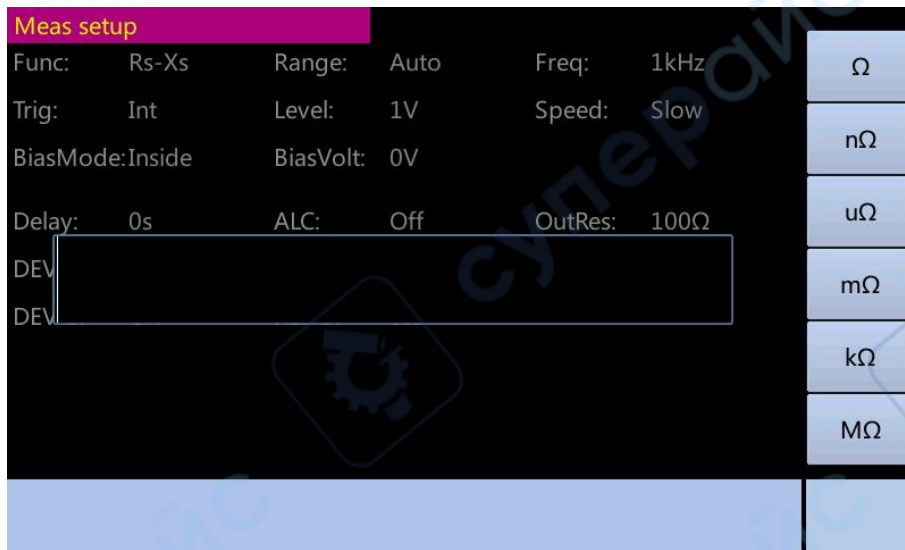 Meas setup
Func: Rs-Xs Range: Auto Freq: 1kHz
Trig: Int Level: 1V Speed: Slow
BiasMode:Inside BiasVolt: 0V
Delay: 0s ALC: Off OutRes: 100Ω
DEV
DEV
Ω
nΩ
uΩ
mΩ
kΩ
MΩ
суперайс